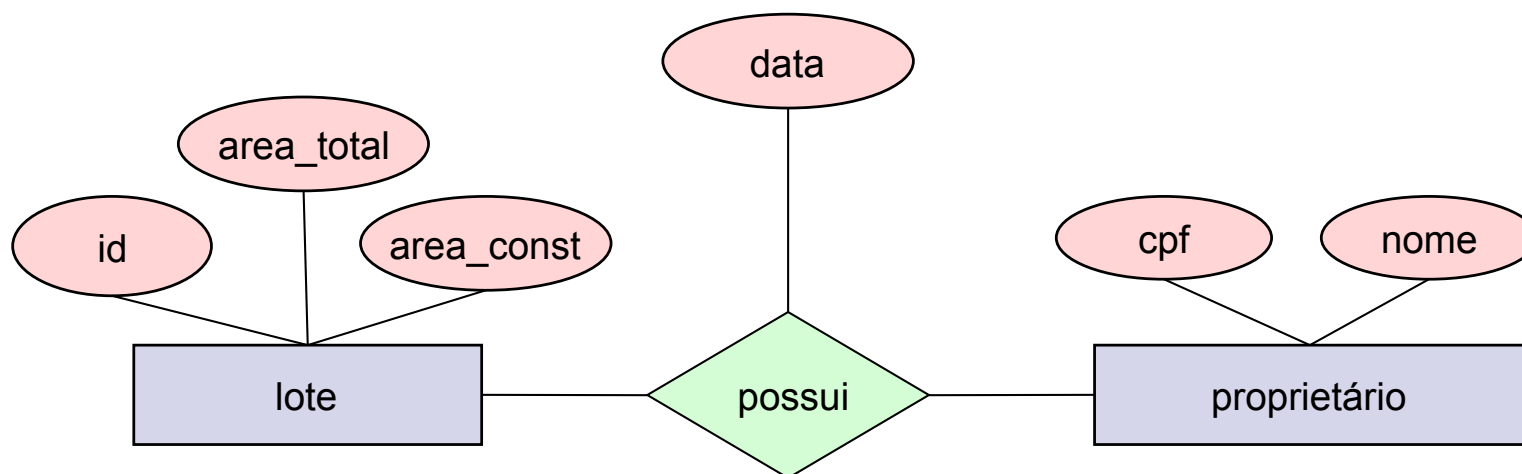 data
area_total
id
area_const
cpf
nome
lote
possui
proprietário